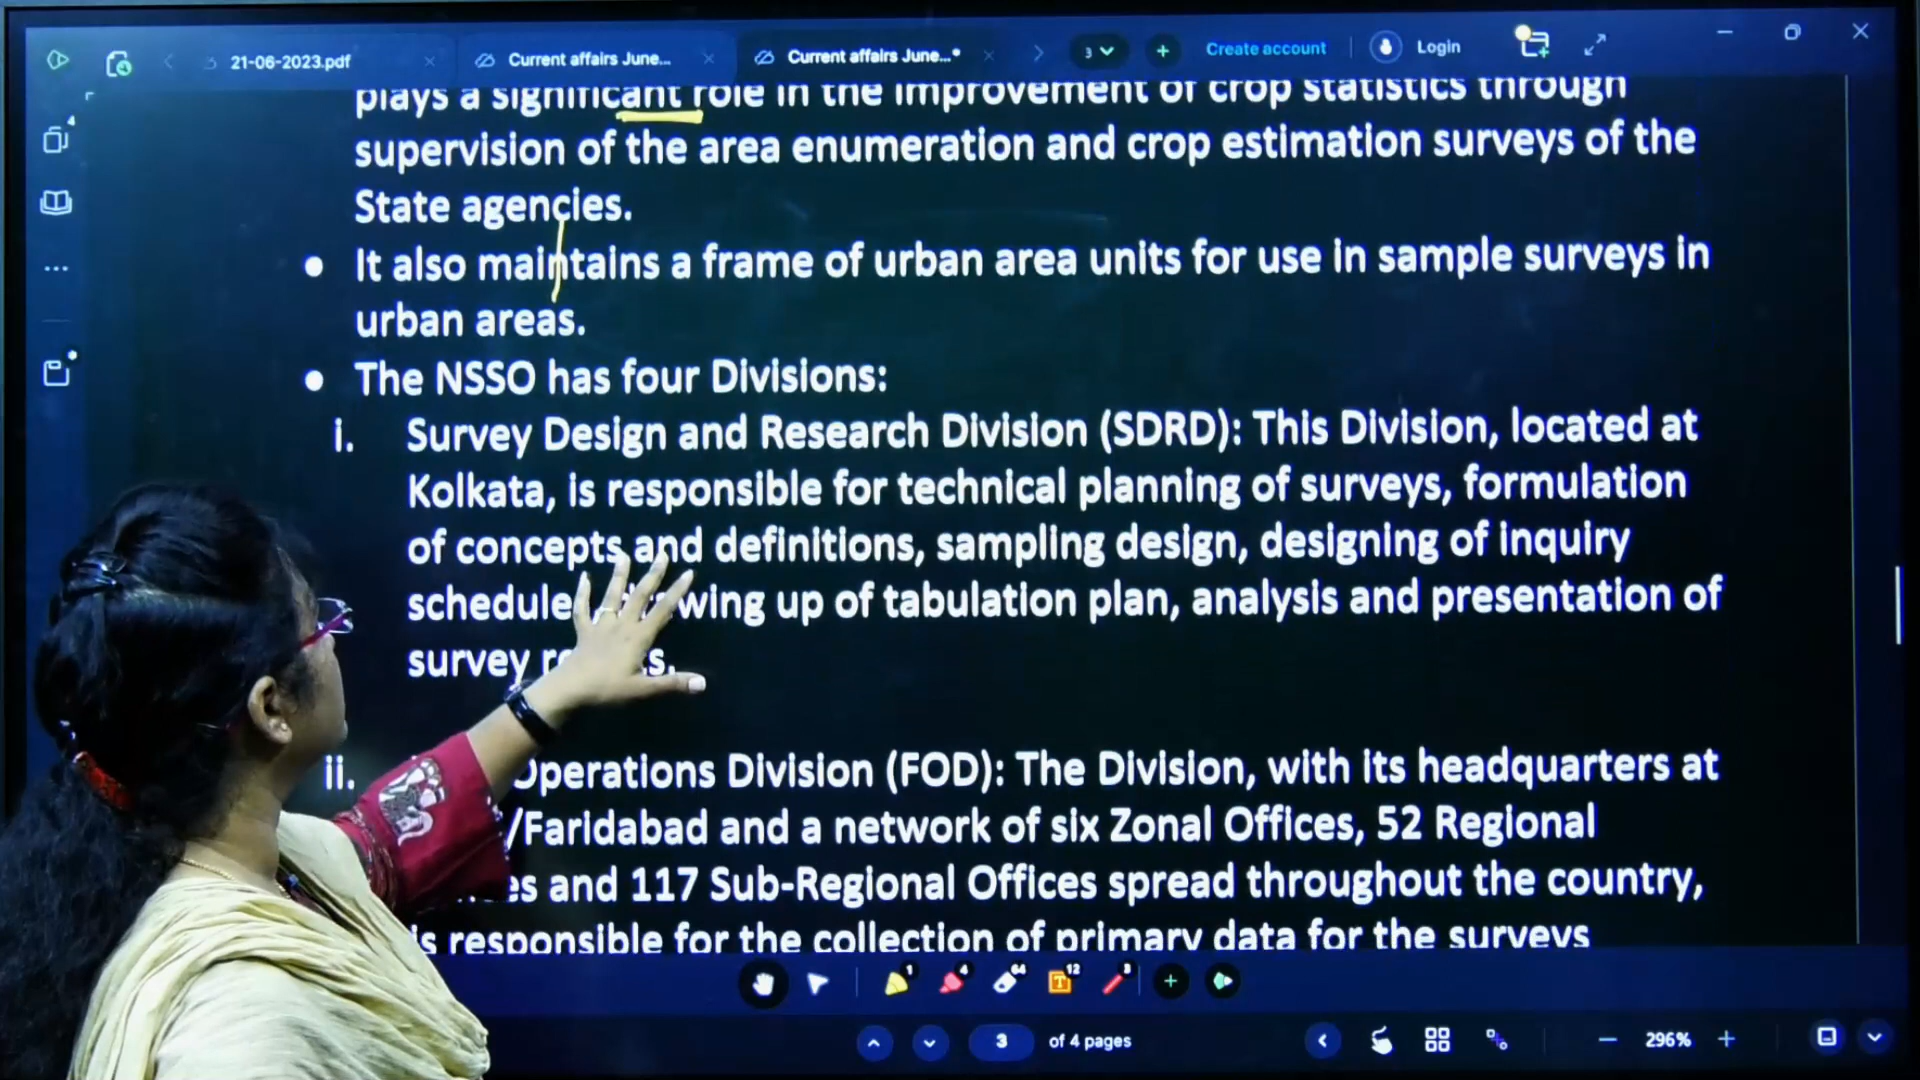 21-06-2023.pdf
Current affairs June...
Current affairs June...*
3
Create account
Login
4
plays a significant role in the improvement of crop statistics through
supervision of the area enumeration and crop estimation surveys of the
State agencies.
• It also maintains a frame of urban area units for use in sample surveys in
urban areas.
• The NSSO has four Divisions:
i. Survey Design and Research Division (SDRD): This Division, located at
Kolkata, is responsible for technical planning of surveys, formulation
of concepts and definitions, sampling design, designing of inquiry
schedule wing up of tabulation plan, analysis and presentation of
survey
ii. Operations Division (FOD): The Division, with its headquarters at
/Faridabad and a network of six Zonal Offices, 52 Regional
es and 117 Sub-Regional Offices spread throughout the country,
is responsible for the collection of primary data for the surveys
1 4 64 T 12 3
3 of 4 pages
296%